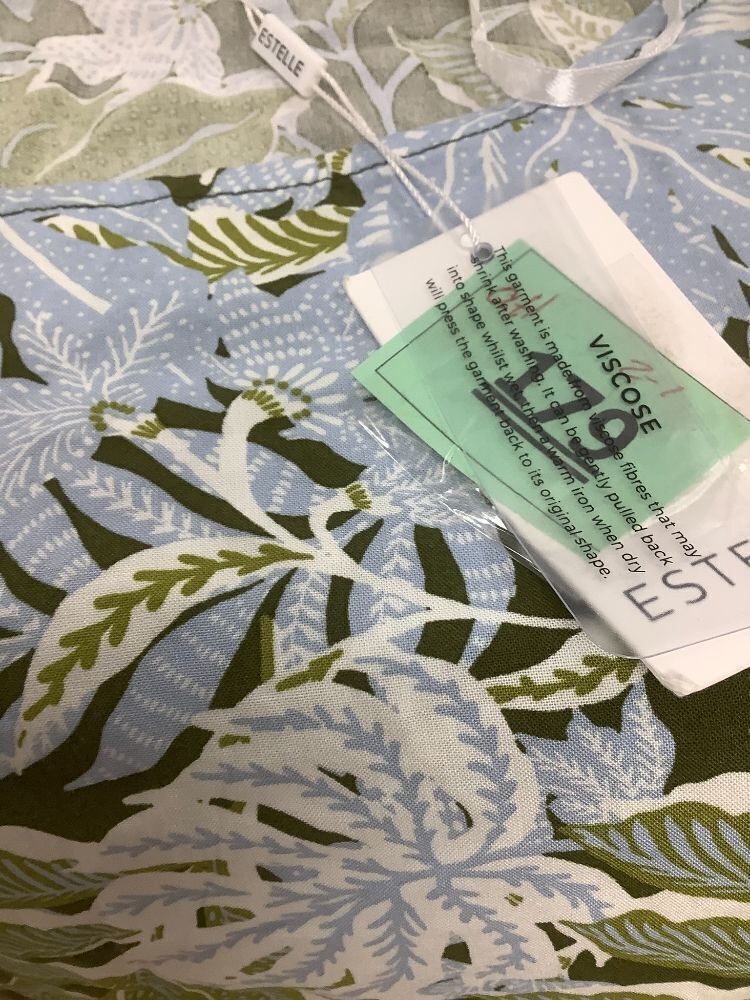 ESTELLE
VISCOSE
This garment is made from viscose fibres that may
shrink after washing. It can be gently pulled back
into shape whilst wet, then a warm iron when dry
will press the garment back to its original shape.
179
ESTE